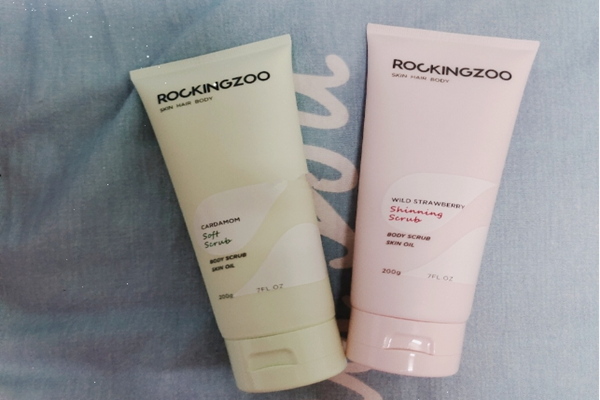 ROCKINGZOO
SKIN HAIR BODY
CARDAMOM
Soft
Scrub
BODY SCRUB
SKIN OIL
200g 7FL OZ
ROCKINGZOO
SKIN HAIR BODY
WILD STRAWBERRY
Shinning
Scrub
BODY SCRUB
SKIN OIL
200g 7FL OZ
you